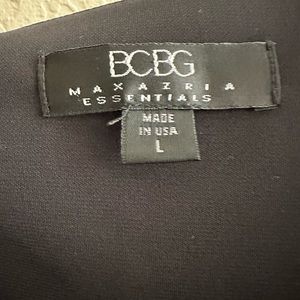 BCBG
MAXAZRIA
ESSENTIALS
MADE
IN USA
L